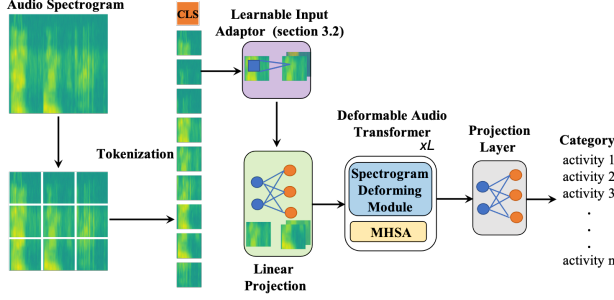 Audio Spectrogram
CLS
Learnable Input
Adaptor (section 3.2)
Tokenization
Linear
Projection
Deformable Audio
Transformer
xL
Spectrogram
Deforming
Module
MHSA
Projection
Layer
Category
activity 1
activity 2
activity 3
.
.
.
activity n